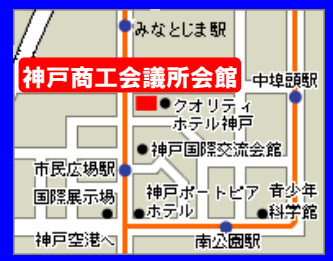 みなとじま駅
神戸商工会議所会館
中埠頭駅
クオリティ
ホテル神戸
神戸国際交流会館
市民広場駅
国際展示場
神戸ポートピア
ホテル
青少年
科学館
神戸空港へ
南公園駅